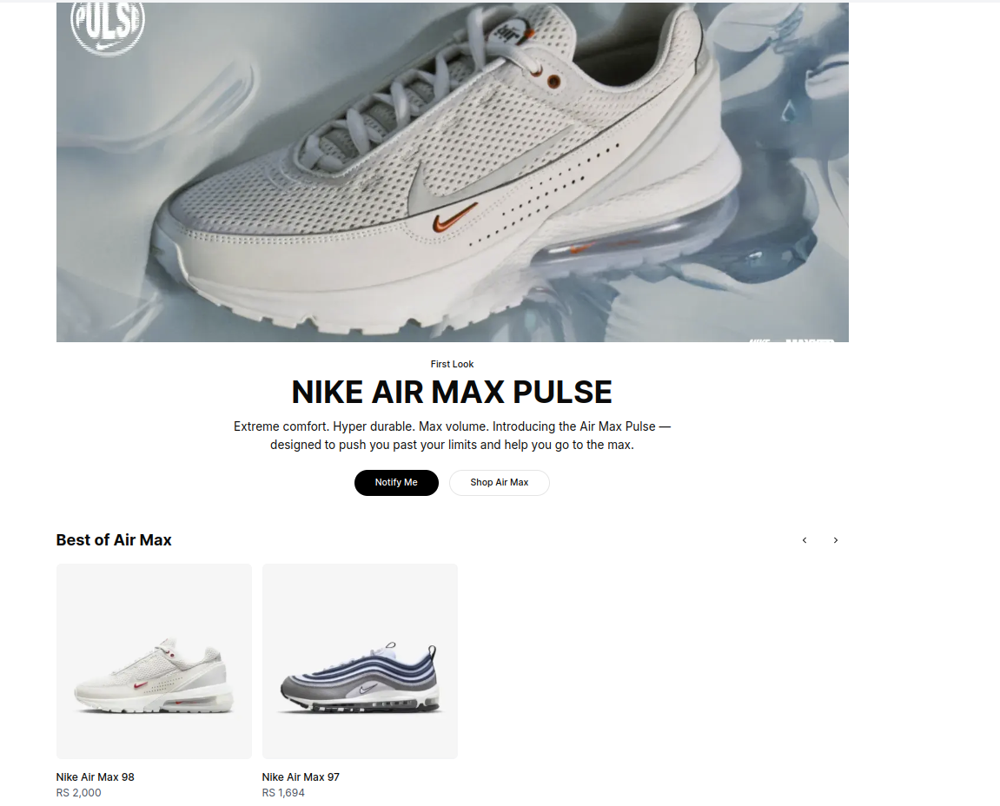 PULSE
air
First Look
NIKE AIR MAX PULSE
Extreme comfort. Hyper durable. Max volume. Introducing the Air Max Pulse —
designed to push you past your limits and help you go to the max.
Notify Me
Shop Air Max
Best of Air Max
Nike Air Max 98
RS 2,000
Nike Air Max 97
RS 1,694